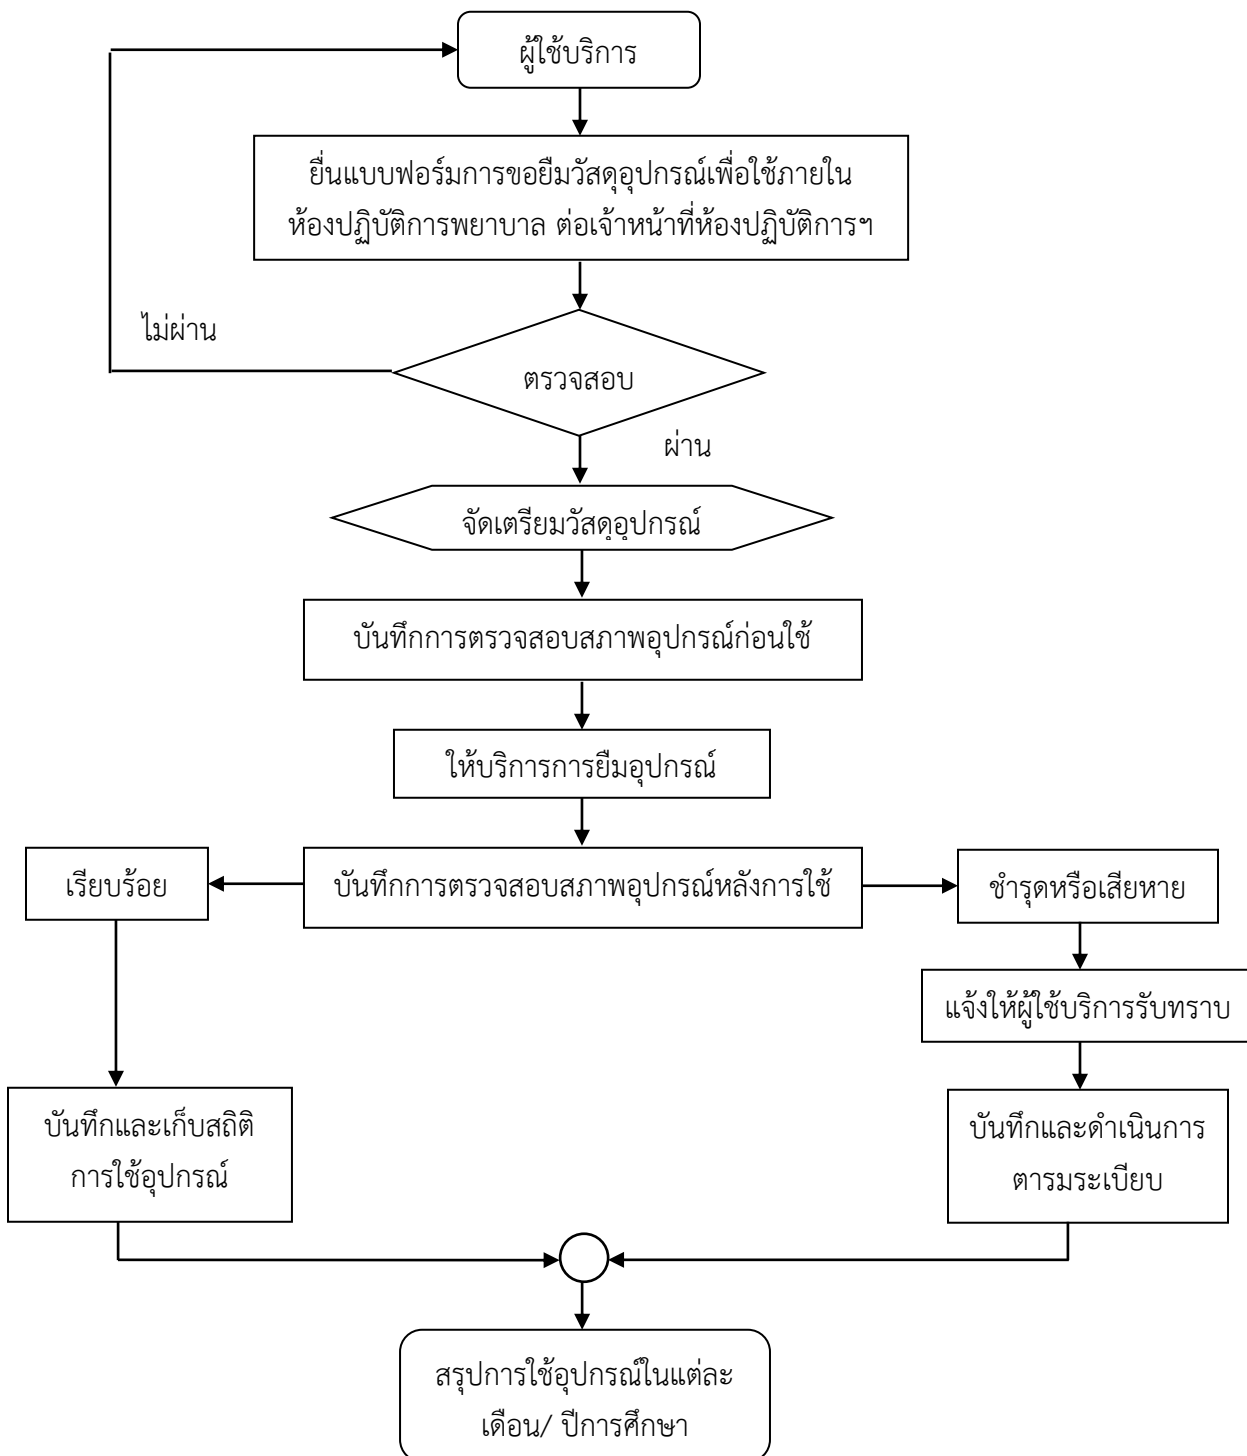 ผู้ใช้บริการ
ยื่นแบบฟอร์มการขอยืมวัสดุอุปกรณ์เพื่อใช้ภายใน
ห้องปฏิบัติการพยาบาล ต่อเจ้าหน้าที่ห้องปฏิบัติการฯ
ไม่ผ่าน
ตรวจสอบ
ผ่าน
จัดเตรียมวัสดุอุปกรณ์
บันทึกการตรวจสอบสภาพอุปกรณ์ก่อนใช้
ให้บริการการยืมอุปกรณ์
เรียบร้อย
บันทึกการตรวจสอบสภาพอุปกรณ์หลังการใช้
ชำรุดหรือเสียหาย
แจ้งให้ผู้ใช้บริการรับทราบ
บันทึกและเก็บสถิติ
การใช้อุปกรณ์
บันทึกและดำเนินการ
ตารมระเบียบ
สรุปการใช้อุปกรณ์ในแต่ละ
เดือน/ ปีการศึกษา